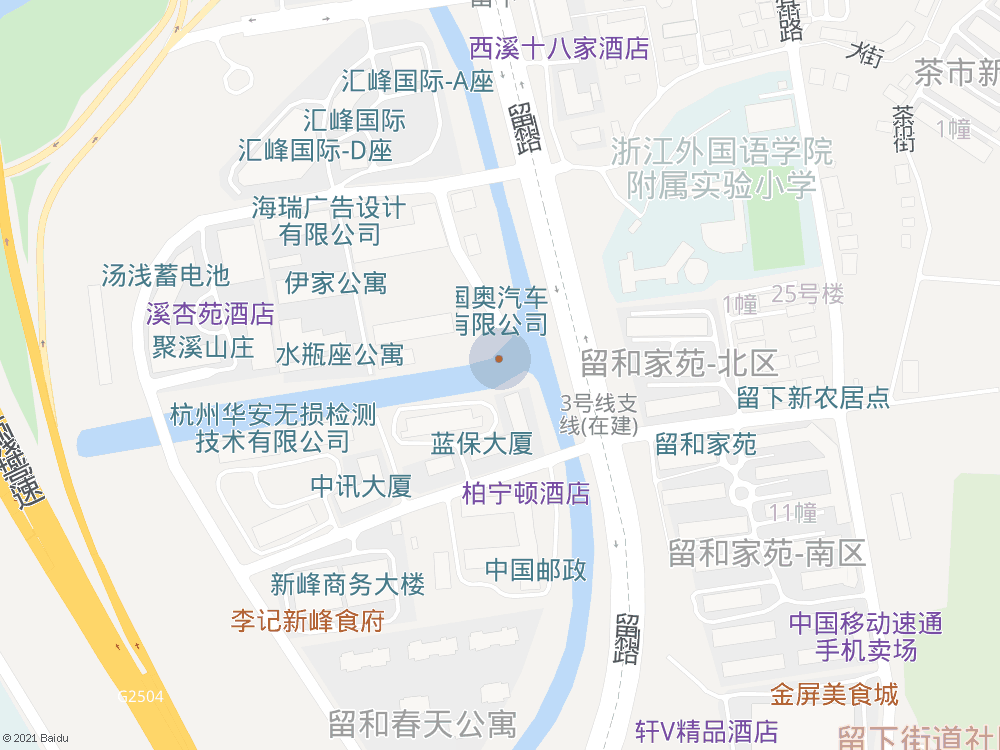 西溪十八家酒店
大街
汇峰国际-A座
茶市新
汇峰国际
留和路
茶市街
1幢
汇峰国际-D座
浙江外国语学院
附属实验小学
海瑞广告设计
有限公司
汤浅蓄电池
伊家公寓
国奥汽车
有限公司
1幢
25号楼
溪杏苑酒店
聚溪山庄
水瓶座公寓
留和家苑-北区
3号线支
线(在建)
留下新农居点
杭州华安无损检测
技术有限公司
蓝保大厦
留和家苑
中讯大厦
柏宁顿酒店
11幢
留和家苑-南区
新峰商务大楼
中国邮政
李记新峰食府
中国移动速通
手机卖场
G2504
金屏美食城
留和春天公寓
轩V精品酒店
留下街道社
© 2021 Baidu